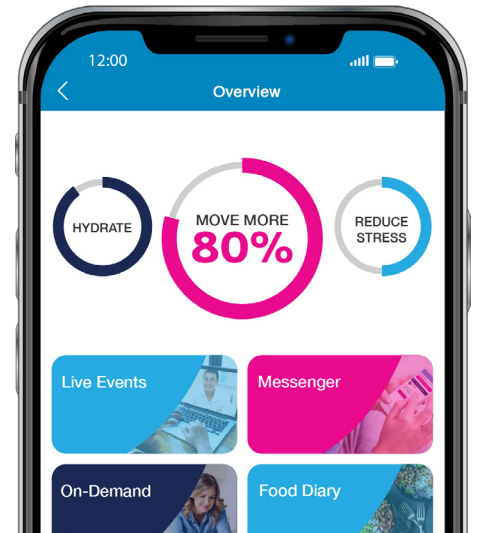 12:00
Overview
HYDRATE
MOVE MORE
80%
REDUCE
STRESS
Live Events
Messenger
On-Demand
Food Diary